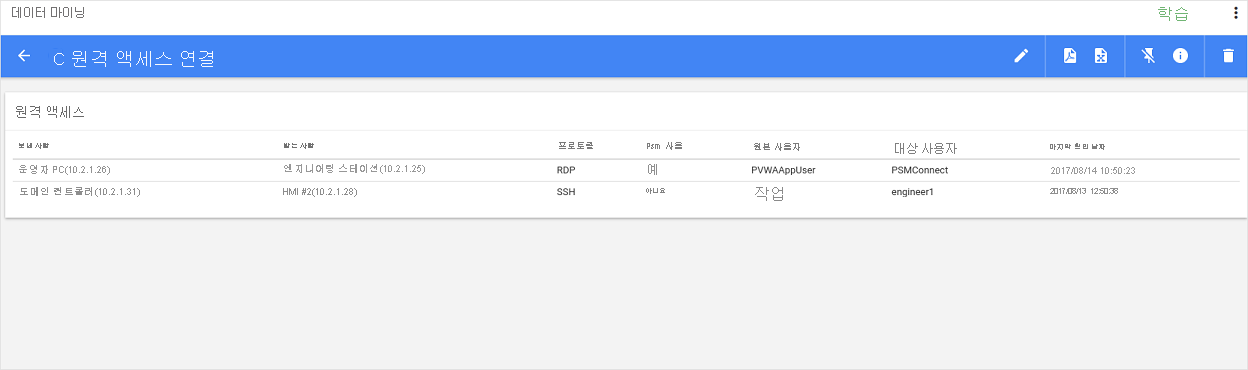 데이터 마이닝 학습
C 원격 액세스 연결
원격 액세스
보낸 사람 받는 사람 프로토콜 Psm 사용 원본 사용자 대상 사용자 마지막 확인 날짜
운영자 PC(10.2.1.26) 엔지니어링 스테이션(10.2.1.25) RDP 예 PVWAAppUser PSMConnect 2017/08/14 10:50:23
도메인 컨트롤러(10.2.1.31) HMI #2(10.2.1.28) SSH 아니요 작업 engineer1 2017/08/13 12:50:38